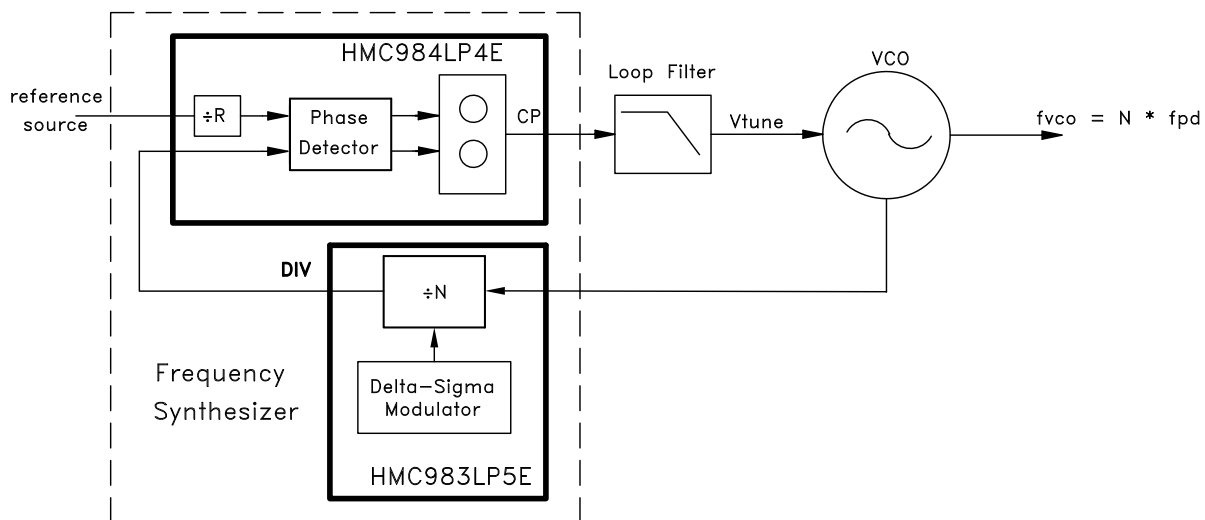 HMC984LP4E
reference
source
÷R
Phase
Detector
CP
Loop Filter
Vtune
VCO
fvco = N * fpd
DIV
÷N
Delta-Sigma
Modulator
Frequency
Synthesizer
HMC983LP5E